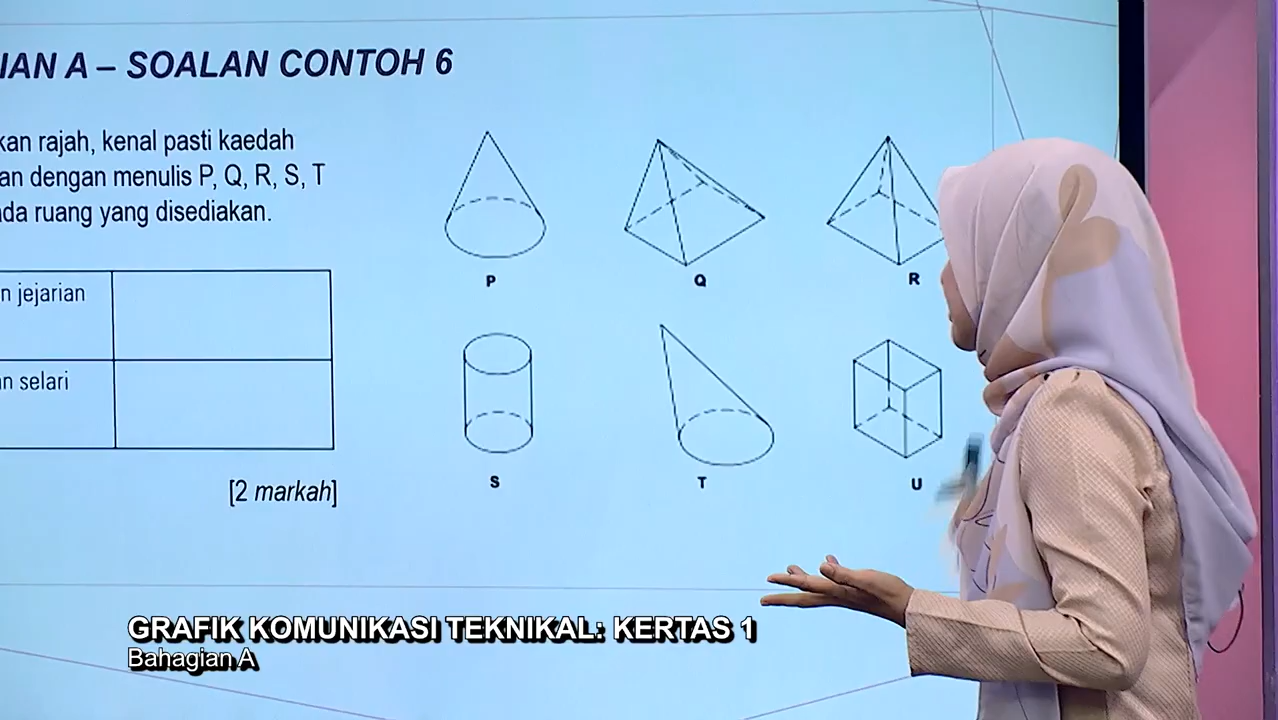 IAN A – SOALAN CONTOH 6
kan rajah, kenal pasti kaedah
an dengan menulis P, Q, R, S, T
da ruang yang disediakan.
n jejarian
n selari
[2 markah]
P
Q
R
S
T
U
GRAFIK KOMUNIKASI TEKNIKAL: KERTAS 1
Bahagian A